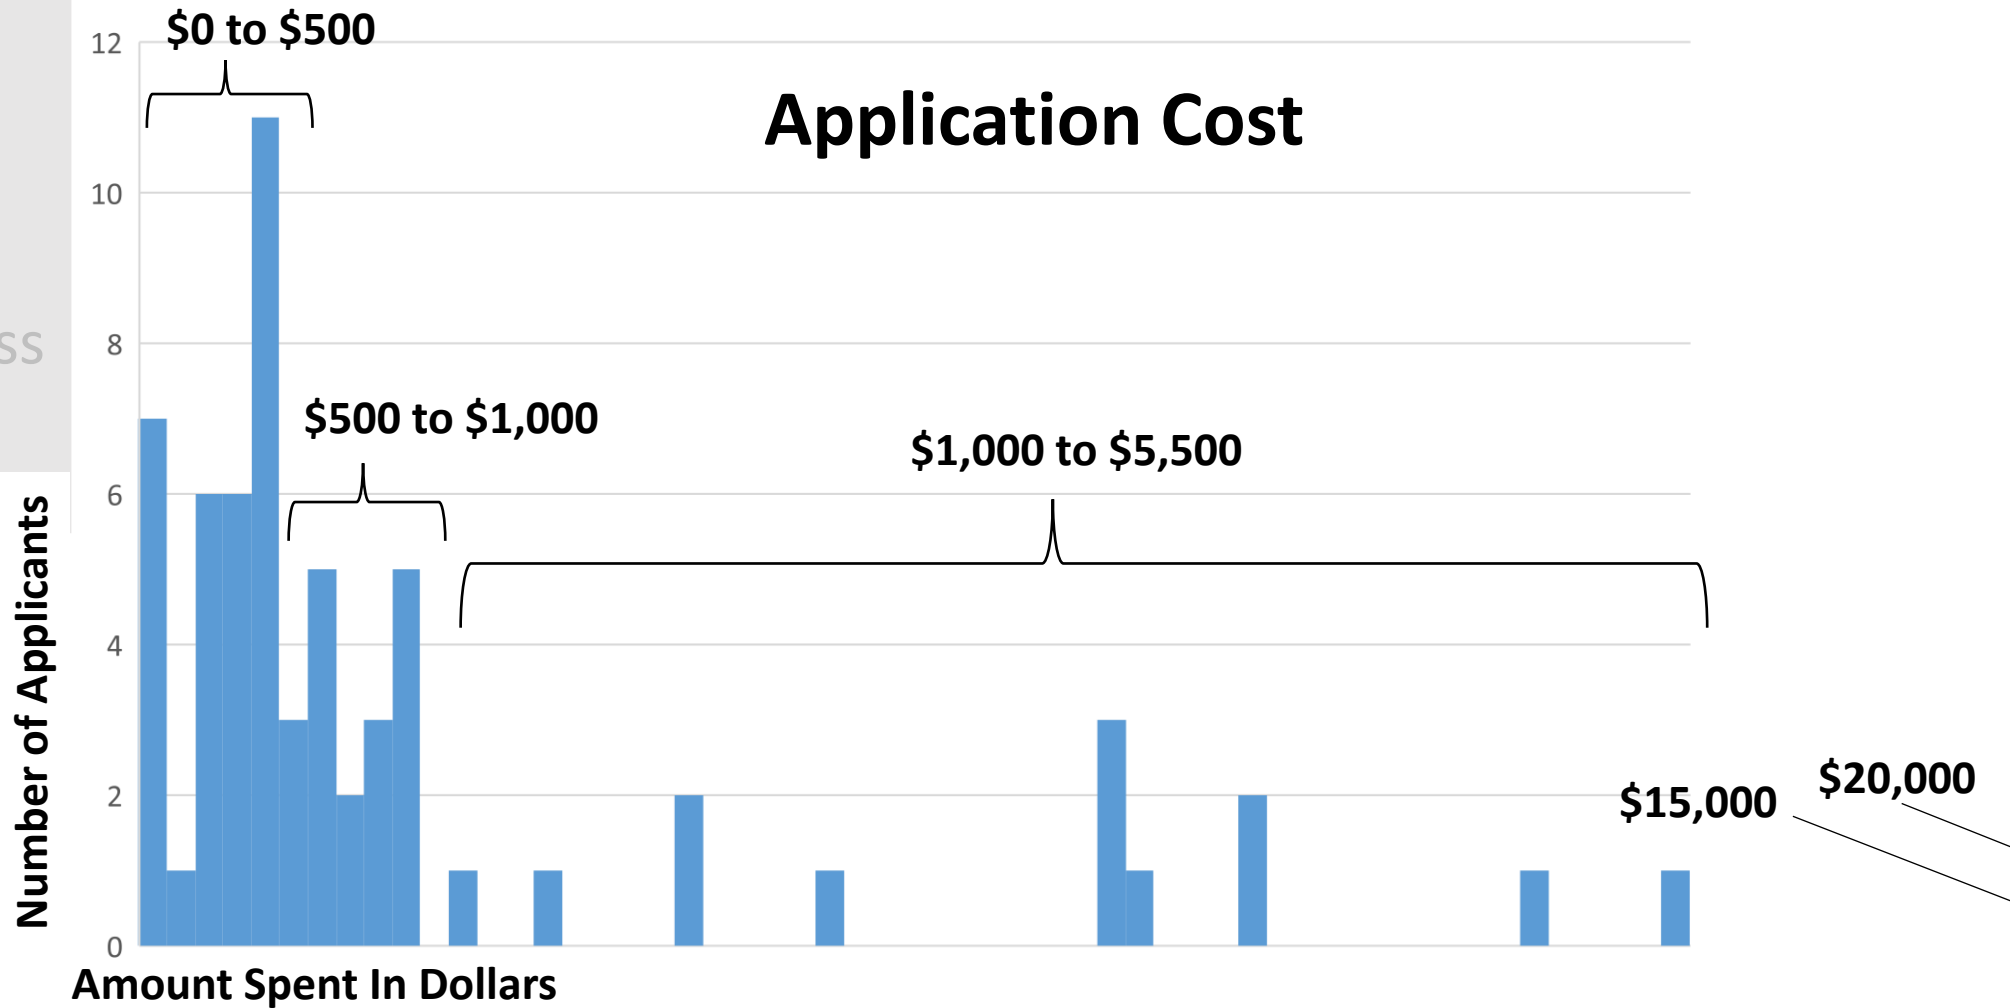 $0 to $500
Application Cost
12
10
8
6
4
2
0
ss
$500 to $1,000
$1,000 to $5,500
$15,000
$20,000
Number of Applicants
Amount Spent In Dollars